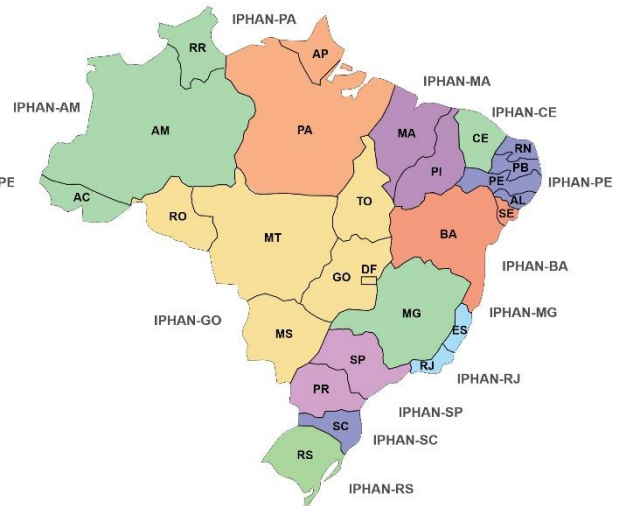 IPHAN-PA
RR
AP
IPHAN-MA
IPHAN-AM
IPHAN-CE
AM
PA
MA
CE
RN
PB
PI
PE
IPHAN-PE
PE
AC
AL
TO
RO
SE
MT
BA
GO
DF
IPHAN-BA
MG
IPHAN-MG
IPHAN-GO
ES
MS
SP
RJ
IPHAN-RJ
PR
IPHAN-SP
SC
IPHAN-SC
RS
IPHAN-RS